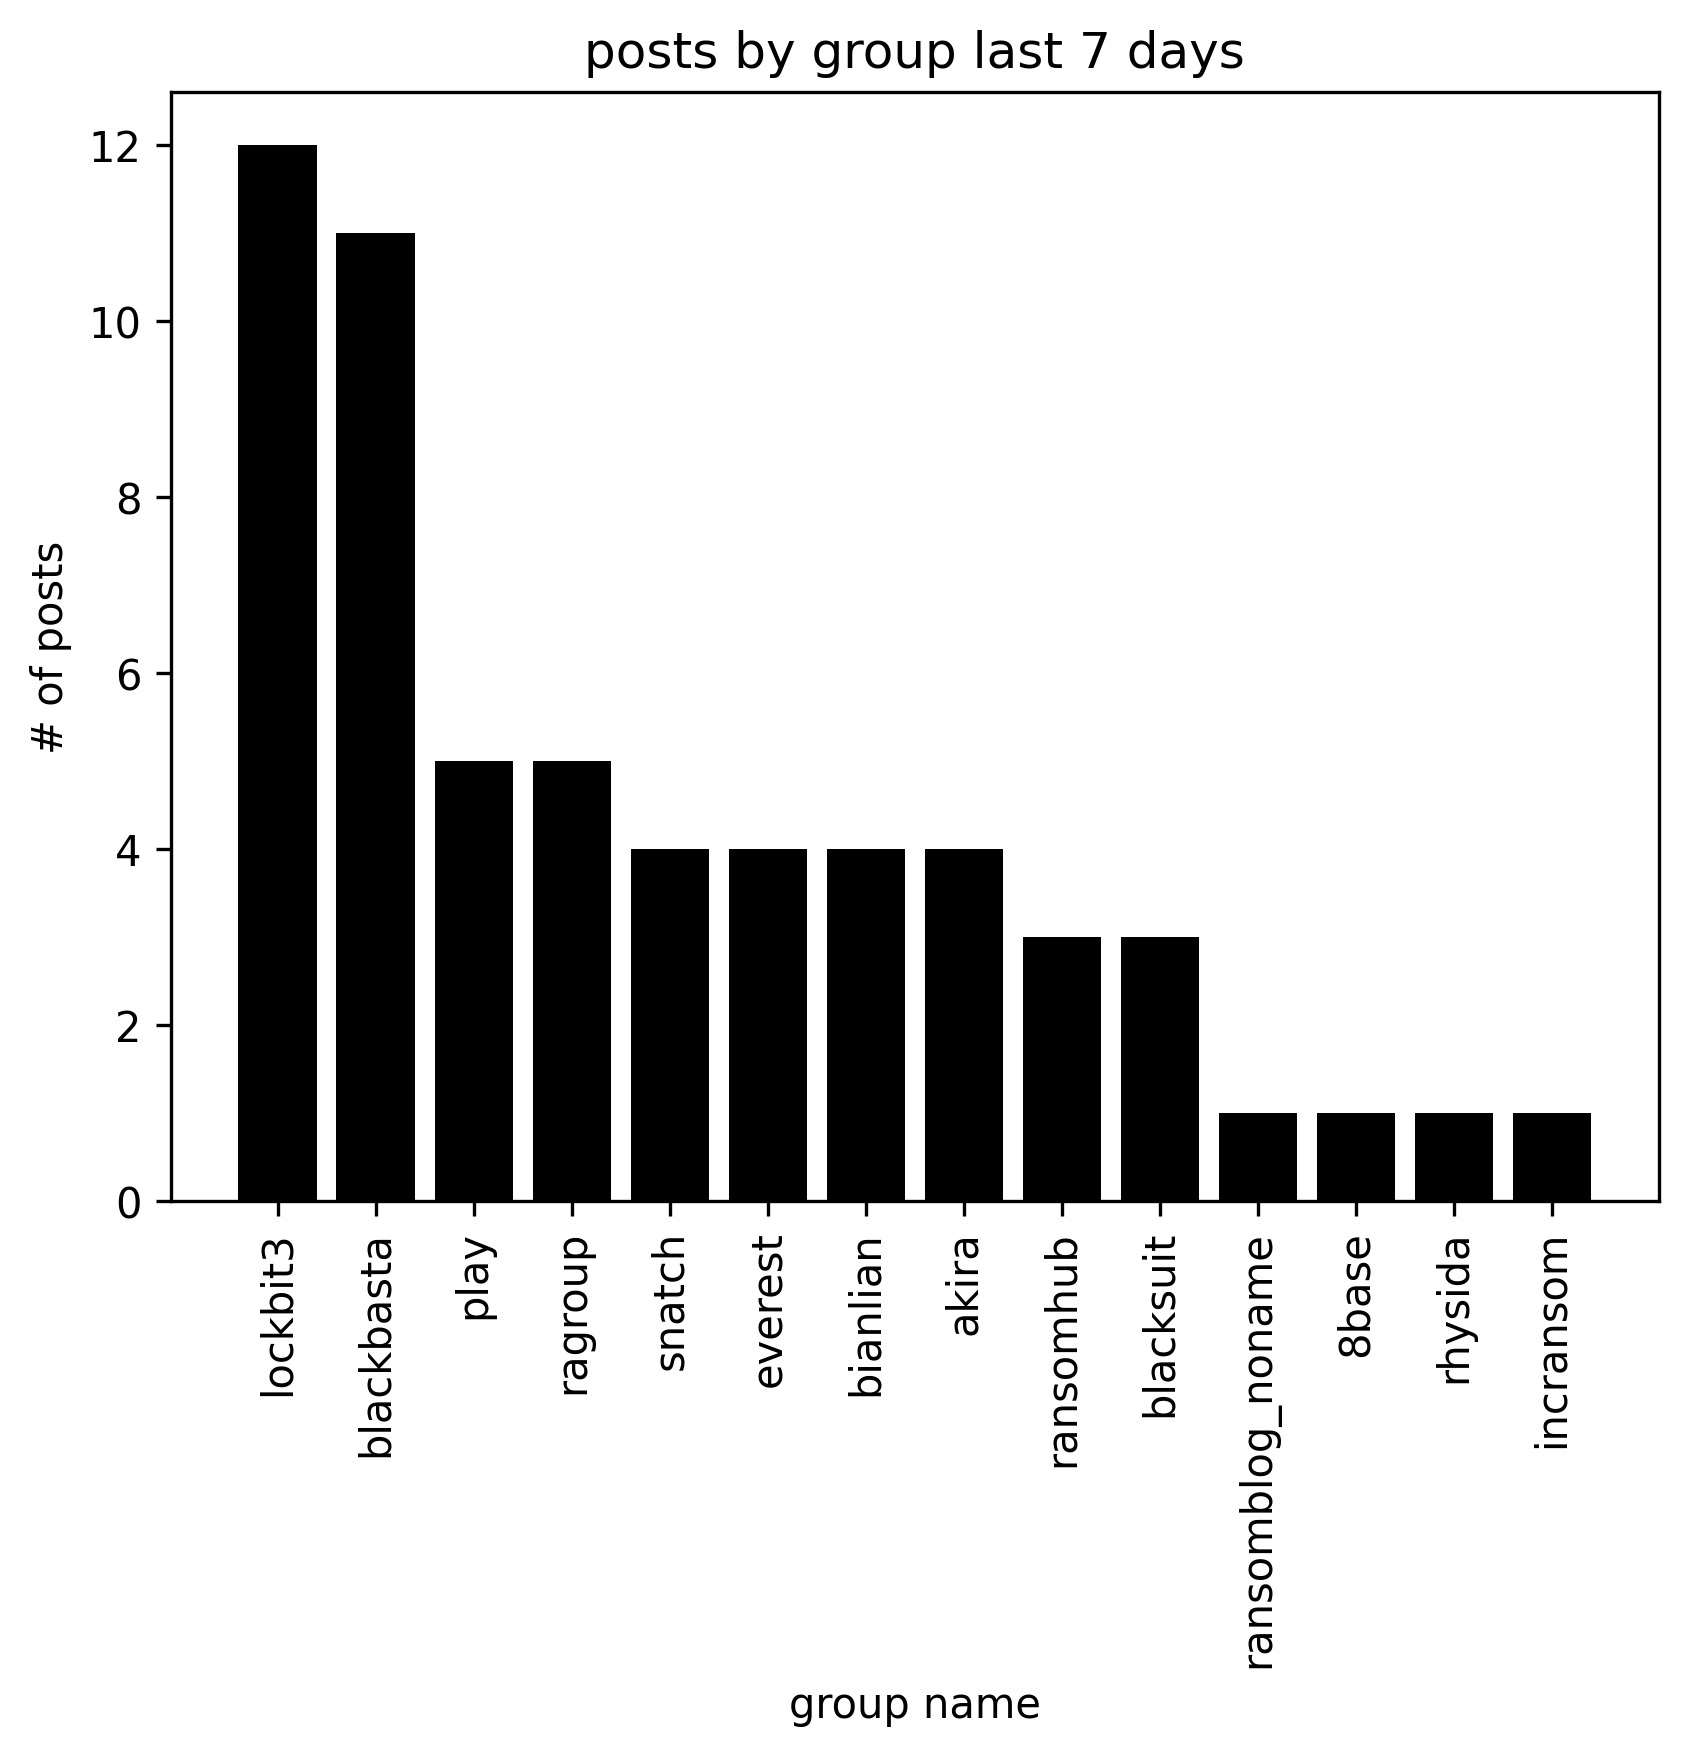 posts by group last 7 days
12
10
8
6
4
2
0
# of posts
lockbit3
blackbasta
play
ragroup
snatch
everest
bianlian
akira
ransomhub
blacksuit
ransomblog_noname
8base
rhysida
incransom
group name